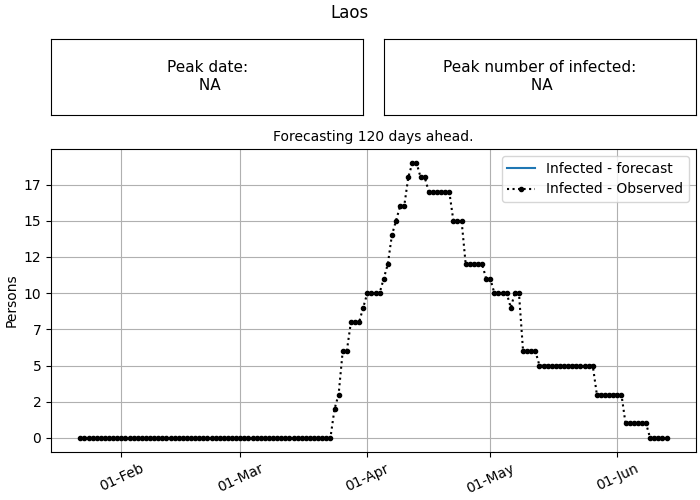 Laos
Peak date:
NA
Peak number of infected:
NA
Forecasting 120 days ahead.
Infected - forecast
Infected - Observed
17
15
12
10
7
5
2
0
Persons
01-Feb
01-Mar
01-Apr
01-May
01-Jun